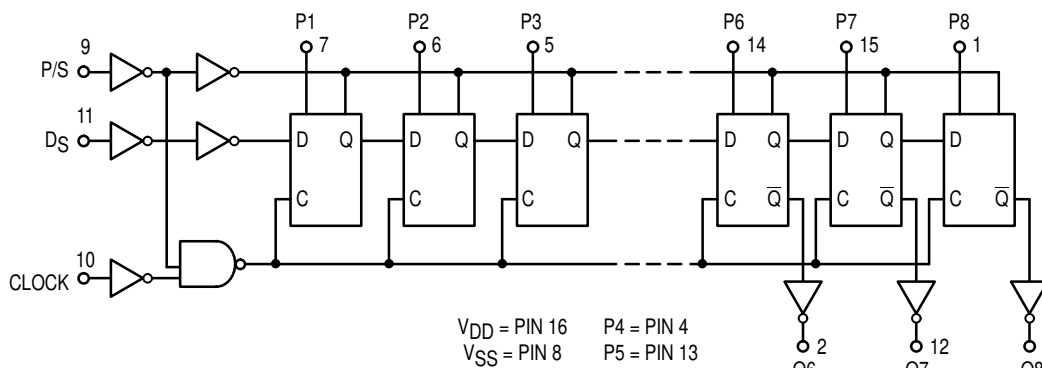 P1 P2 P3 P6 P7 P8
9 7 6 5 14 15 1
P/S
11
DS
D Q D Q D Q D Q D Q D
C C C C Q̅ C Q̅ C Q̅
10
CLOCK
VDD = PIN 16 P4 = PIN 4
VSS = PIN 8 P5 = PIN 13
2 12 3
Q6 Q7 Q8